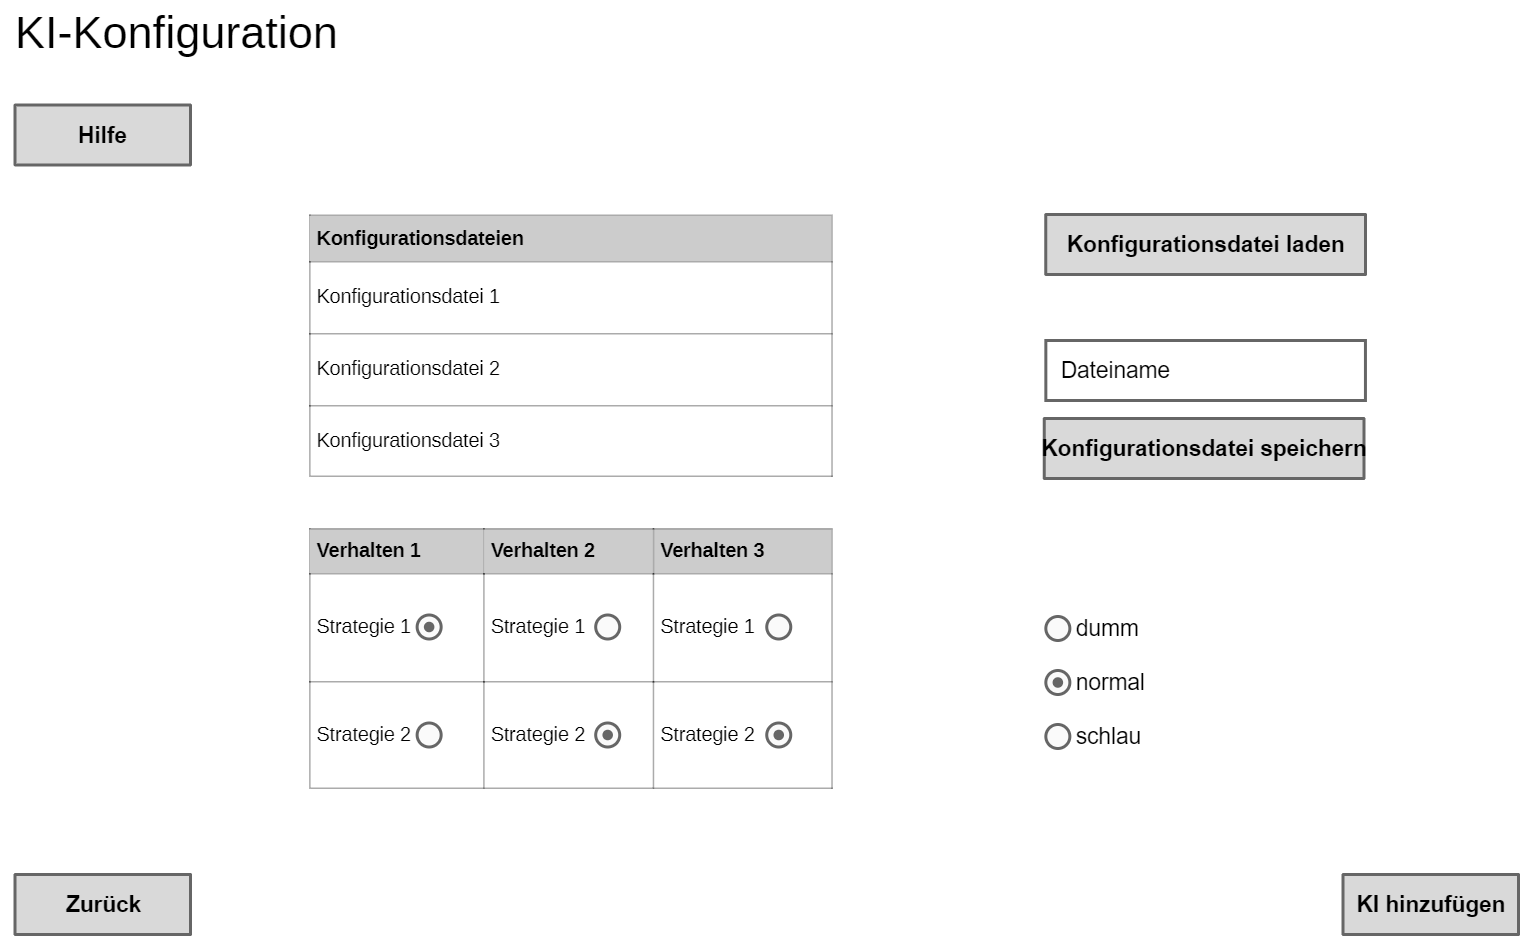 KI-Konfiguration
Hilfe
Konfigurationsdateien
Konfigurationsdatei 1
Konfigurationsdatei 2
Konfigurationsdatei 3
Konfigurationsdatei laden
Dateiname
Konfigurationsdatei speichern
Verhalten 1 Verhalten 2 Verhalten 3
Strategie 1 Strategie 1 Strategie 1
Strategie 2 Strategie 2 Strategie 2
dumm
normal
schlau
Zurück
KI hinzufügen